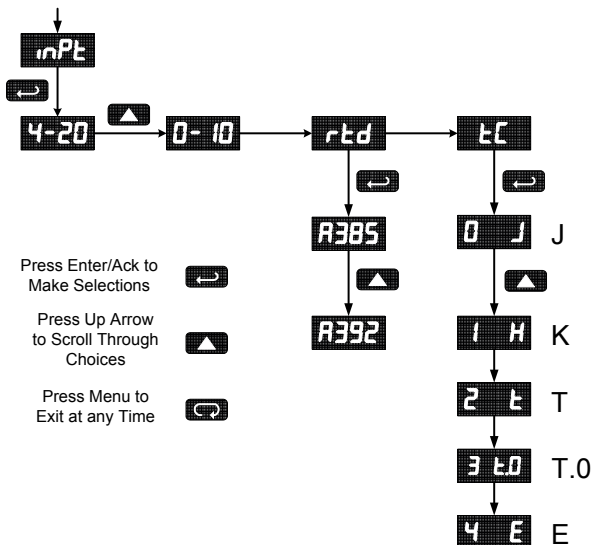 inPt
4-20 0-10 rtd tC
A385 0 J J
Press Enter/Ack to
Make Selections
A392 1 H K
Press Up Arrow
to Scroll Through
Choices
2 t T
Press Menu to
Exit at any Time
3 t.0 T.0
4 E E